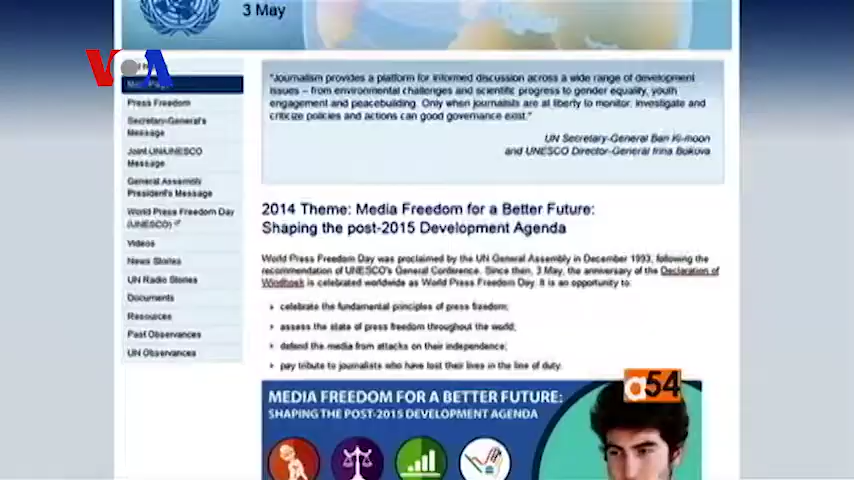 3 May
VOA
"Journalism provides a platform for informed discussion across a wide range of development
issues – from environmental challenges and scientific progress to gender equality, youth
engagement and peacebuilding. Only when journalists are at liberty to monitor, investigate and
criticize policies and actions can good governance exist."
UN Secretary-General Ban Ki-moon
and UNESCO Director-General Irina Bokova
Press Freedom
Secretary-General's
Message
Joint UN/UNESCO
Message
General Assembly
President's Message
World Press Freedom Day
(UNESCO)
Videos
News Stories
UN Radio Stories
Documents
Resources
Past Observances
UN Observances
2014 Theme: Media Freedom for a Better Future:
Shaping the post-2015 Development Agenda
World Press Freedom Day was proclaimed by the UN General Assembly in December 1993, following the
recommendation of UNESCO's General Conference. Since then, 3 May, the anniversary of the Declaration of
Windhoek is celebrated worldwide as World Press Freedom Day. It is an opportunity to:
celebrate the fundamental principles of press freedom;
assess the state of press freedom throughout the world;
defend the media from attacks on their independence;
pay tribute to journalists who have lost their lives in the line of duty.
a54
MEDIA FREEDOM FOR A BETTER FUTURE:
SHAPING THE POST-2015 DEVELOPMENT AGENDA